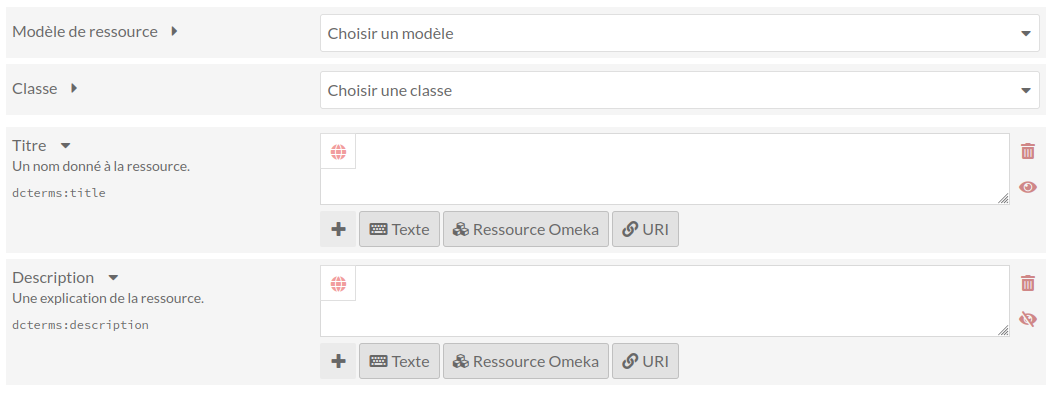 Modèle de ressource
Choisir un modèle
Classe
Choisir une classe
Titre
Un nom donné à la ressource.
dcterms:title
Texte
Ressource Omeka
URI
Description
Une explication de la ressource.
dcterms:description
Texte
Ressource Omeka
URI